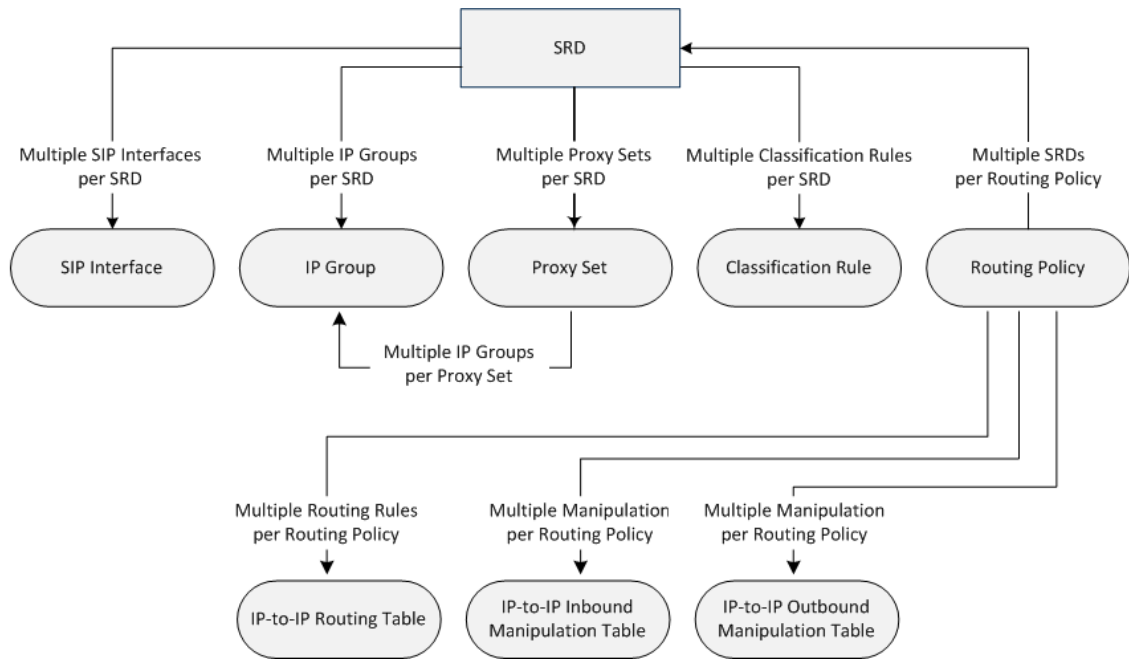 SRD
Multiple SIP Interfaces
per SRD
Multiple IP Groups
per SRD
Multiple Proxy Sets
per SRD
Multiple Classification Rules
per SRD
Multiple SRDs
per Routing Policy
SIP Interface
IP Group
Proxy Set
Classification Rule
Routing Policy
Multiple IP Groups
per Proxy Set
Multiple Routing Rules
per Routing Policy
Multiple Manipulation
per Routing Policy
Multiple Manipulation
per Routing Policy
IP-to-IP Routing Table
IP-to-IP Inbound
Manipulation Table
IP-to-IP Outbound
Manipulation Table